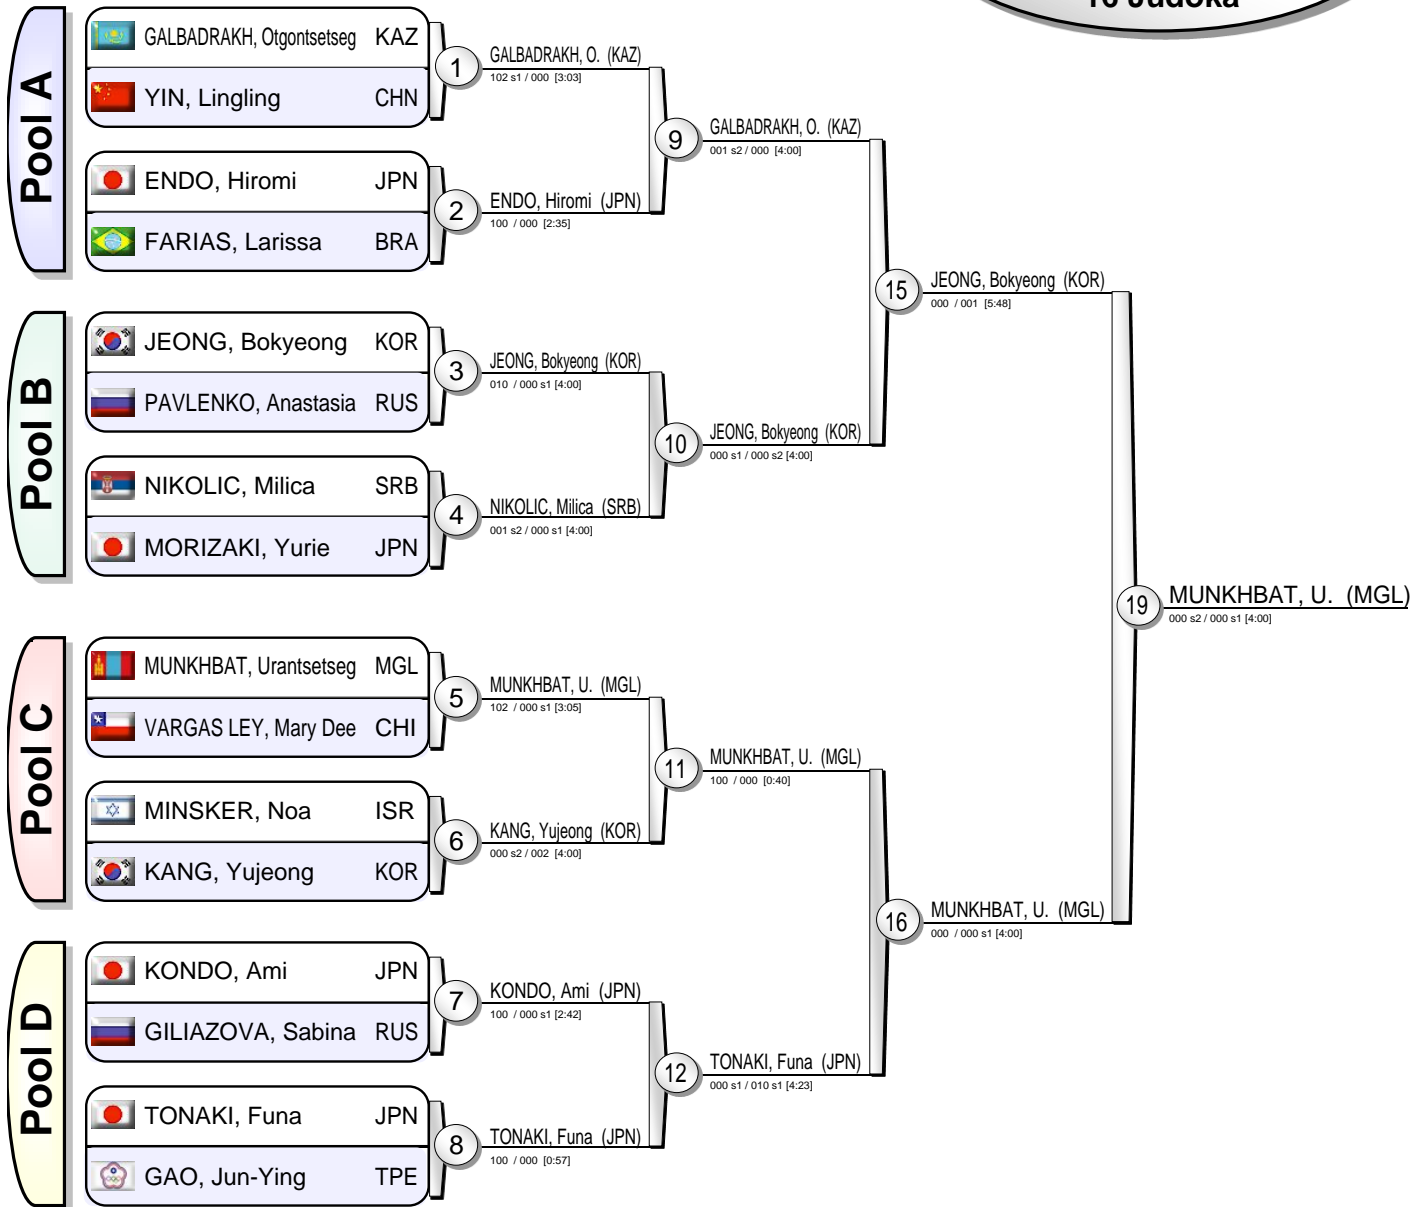 16 Judoka
Pool A
GALBADRAKH, Otgontsetseg KAZ
YIN, Lingling CHN
1
GALBADRAKH, O. (KAZ)
102 s1 / 000 [3:03]
ENDO, Hiromi JPN
FARIAS, Larissa BRA
2
ENDO, Hiromi (JPN)
100 / 000 [2:35]
9
GALBADRAKH, O. (KAZ)
001 s2 / 000 [4:00]
Pool B
JEONG, Bokyeong KOR
PAVLENKO, Anastasia RUS
3
JEONG, Bokyeong (KOR)
010 / 000 s1 [4:00]
NIKOLIC, Milica SRB
MORIZAKI, Yurie JPN
4
NIKOLIC, Milica (SRB)
001 s2 / 000 s1 [4:00]
10
JEONG, Bokyeong (KOR)
000 s1 / 000 s2 [4:00]
15
JEONG, Bokyeong (KOR)
000 / 001 [5:48]
Pool C
MUNKHBAT, Urantsetseg MGL
VARGAS LEY, Mary Dee CHI
5
MUNKHBAT, U. (MGL)
102 / 000 s1 [3:05]
MINSKER, Noa ISR
KANG, Yujeong KOR
6
KANG, Yujeong (KOR)
000 s2 / 002 [4:00]
11
MUNKHBAT, U. (MGL)
100 / 000 [0:40]
Pool D
KONDO, Ami JPN
GILIAZOVA, Sabina RUS
7
KONDO, Ami (JPN)
100 / 000 s1 [2:42]
TONAKI, Funa JPN
GAO, Jun-Ying TPE
8
TONAKI, Funa (JPN)
100 / 000 [0:57]
12
TONAKI, Funa (JPN)
000 s1 / 010 s1 [4:23]
16
MUNKHBAT, U. (MGL)
000 / 000 s1 [4:00]
19
MUNKHBAT, U. (MGL)
000 s2 / 000 s1 [4:00]